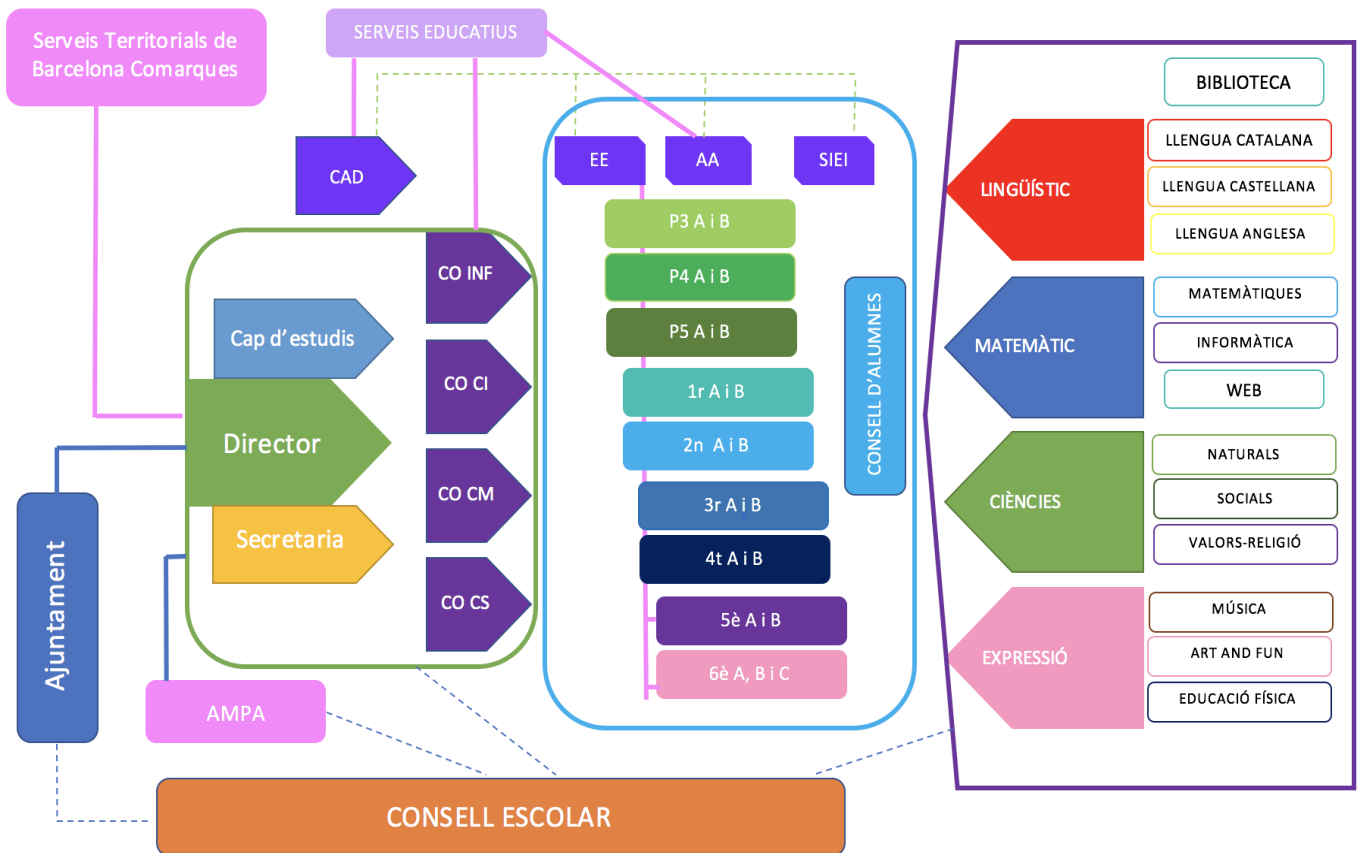 Serveis Territorials de
Barcelona Comarques
SERVEIS EDUCATIUS
CAD
EE
AA
SIEI
CO INF
CO CI
CO CM
CO CS
Cap d'estudis
Director
Secretaria
Ajuntament
AMPA
P3 A i B
P4 A i B
P5 A i B
1r A i B
2n A i B
3r A i B
4t A i B
5è A i B
6è A, B i C
CONSELL D'ALUMNES
BIBLIOTECA
LINGÜÍSTIC
LLENGUA CATALANA
LLENGUA CASTELLANA
LLENGUA ANGLESA
MATEMÀTIC
MATEMÀTIQUES
INFORMÀTICA
WEB
CIÈNCIES
NATURALS
SOCIALS
VALORS-RELIGIÓ
EXPRESSIÓ
MÚSICA
ART AND FUN
EDUCACIÓ FÍSICA
CONSELL ESCOLAR